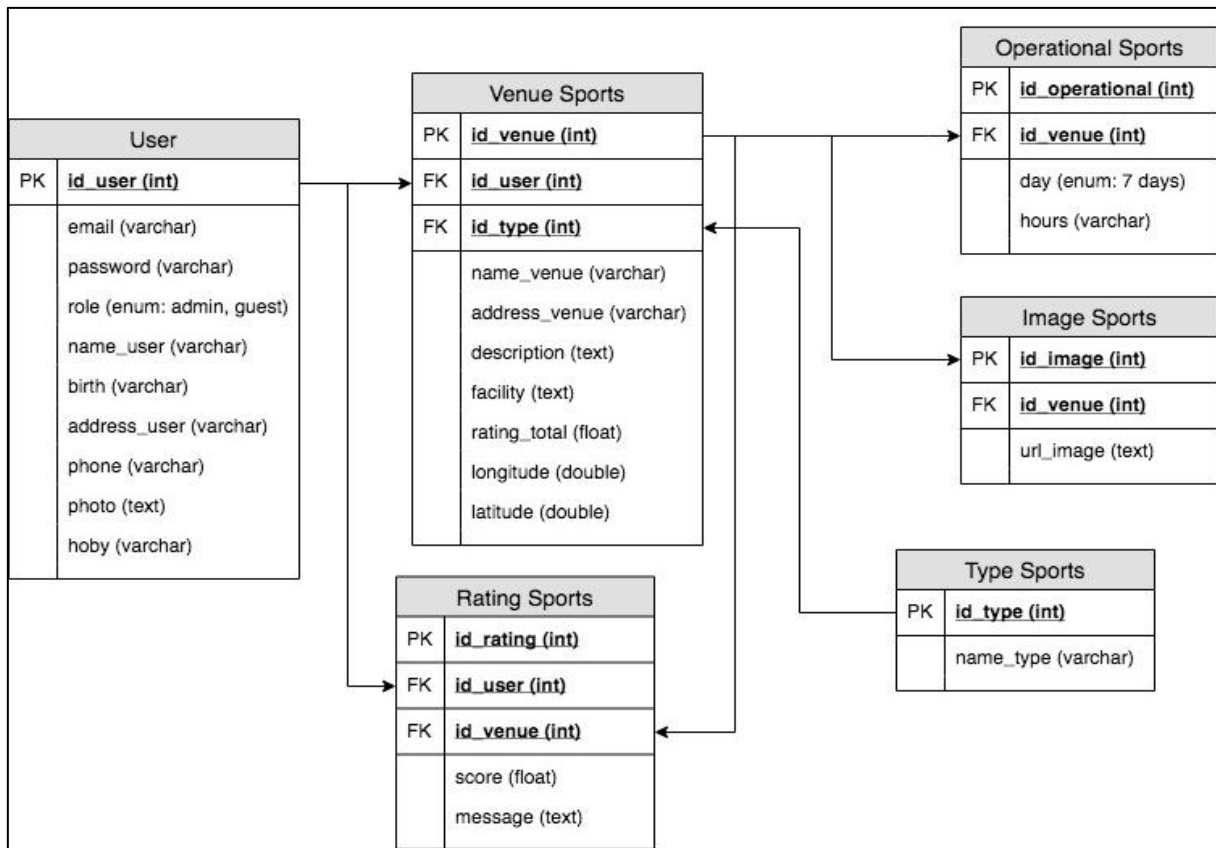 User
PK id_user (int)
email (varchar)
password (varchar)
role (enum: admin, guest)
name_user (varchar)
birth (varchar)
address_user (varchar)
phone (varchar)
photo (text)
hoby (varchar)
Venue Sports
PK id_venue (int)
FK id_user (int)
FK id_type (int)
name_venue (varchar)
address_venue (varchar)
description (text)
facility (text)
rating_total (float)
longitude (double)
latitude (double)
Rating Sports
PK id_rating (int)
FK id_user (int)
FK id_venue (int)
score (float)
message (text)
Operational Sports
PK id_operational (int)
FK id_venue (int)
day (enum: 7 days)
hours (varchar)
Image Sports
PK id_image (int)
FK id_venue (int)
url_image (text)
Type Sports
PK id_type (int)
name_type (varchar)